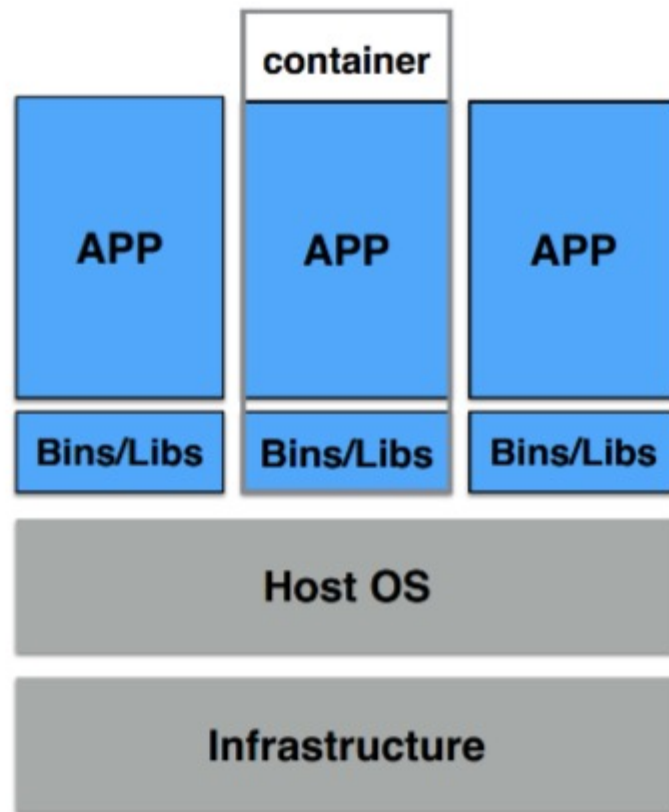 container
APP
APP
APP
Bins/Libs
Bins/Libs
Bins/Libs
Host OS
Infrastructure